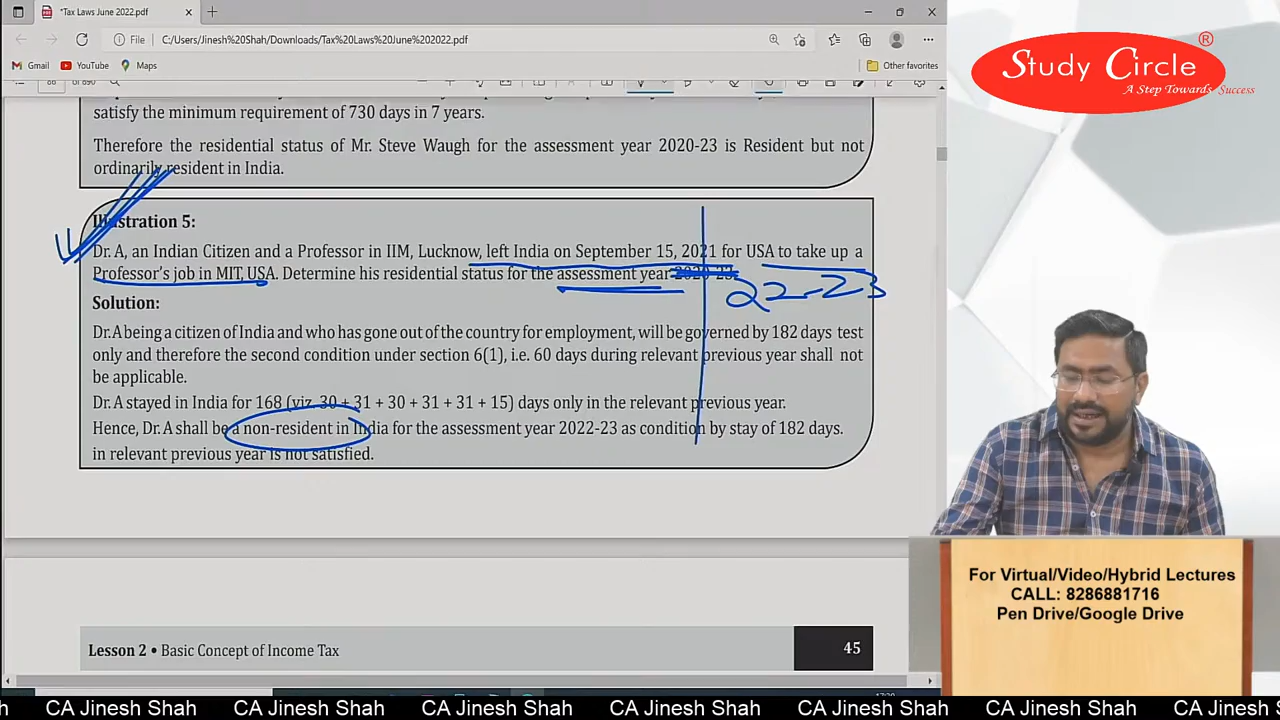 *Tax Laws June 2022.pdf
File C:/Users/Jinesh%20Shah/Downloads/Tax%20Laws%20June%202022.pdf
Gmail YouTube Maps Other favorites
satisfy the minimum requirement of 730 days in 7 years.
Therefore the residential status of Mr. Steve Waugh for the assessment year 2020-23 is Resident but not
ordinarily resident in India.
Illustration 5:
Dr. A, an Indian Citizen and a Professor in IIM, Lucknow, left India on September 15, 2021 for USA to take up a
Professor's job in MIT, USA. Determine his residential status for the assessment year 2020-23.
22-23
Solution:
Dr. A being a citizen of India and who has gone out of the country for employment, will be governed by 182 days test
only and therefore the second condition under section 6(1), i.e. 60 days during relevant previous year shall not
be applicable.
Dr. A stayed in India for 168 (viz. 30 + 31 + 30 + 31 + 31 + 15) days only in the relevant previous year.
Hence, Dr. A shall be a non-resident in India for the assessment year 2022-23 as condition by stay of 182 days.
in relevant previous year is not satisfied.
Lesson 2 • Basic Concept of Income Tax 45
Study Circle ®
A Step Towards Success
For Virtual/Video/Hybrid Lectures
CALL: 8286881716
Pen Drive/Google Drive
CA Jinesh Shah CA Jinesh Shah CA Jinesh Shah CA Jinesh Shah CA Jinesh Shah CA Jinesh Shah